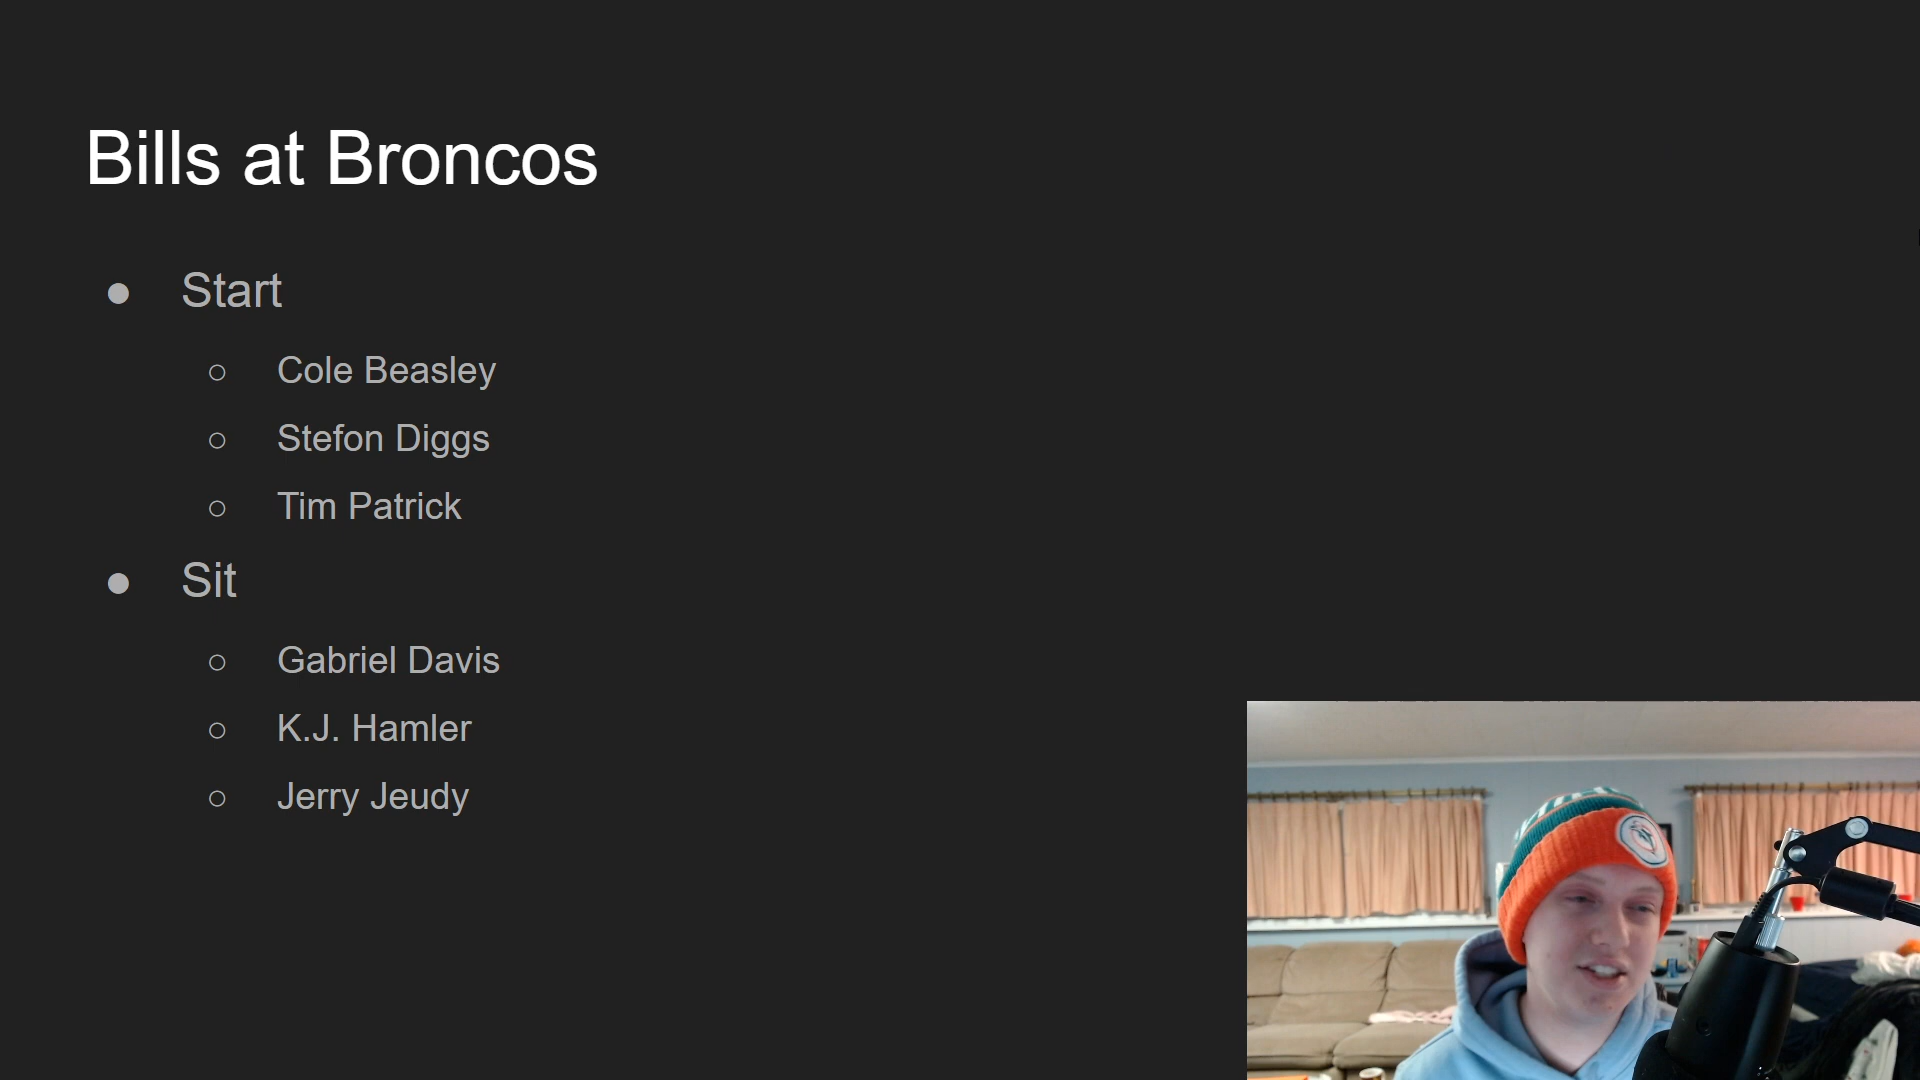 Bills at Broncos
● Start
○ Cole Beasley
○ Stefon Diggs
○ Tim Patrick
● Sit
○ Gabriel Davis
○ K.J. Hamler
○ Jerry Jeudy